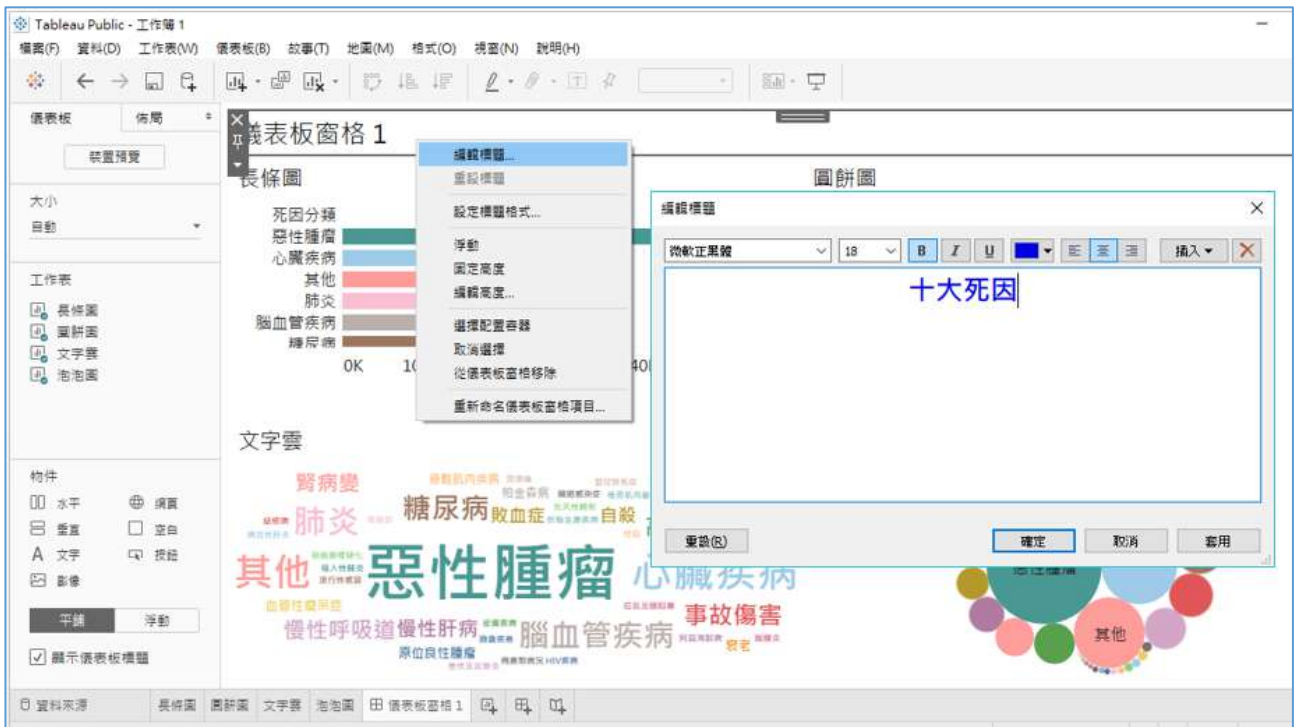 Tableau Public - 工作簿 1
檔案(F) 資料(D) 工作表(W) 儀表板(B) 故事(T) 地圖(M) 格式(O) 視窗(N) 說明(H)
儀表板 佈局
裝置預覽
大小
自動
工作表
長條圖
圓餅圖
文字雲
泡泡圖
物件
水平 網頁
垂直 空白
A 文字 按鈕
影像
平鋪 浮動
顯示儀表板標題
儀表板窗格 1
長條圖
死因分類
惡性腫瘤
心臟疾病
其他
肺炎
腦血管疾病
糖尿病
0K
編輯標題...
重設標題
設定標題格式...
浮動
固定高度
編輯高度...
選擇配置容器
取消選擇
從儀表板窗格移除
重新命名儀表板窗格項目...
圓餅圖
編輯標題
微軟正黑體 18 B I U 插入
十大死因
重設(R) 確定 取消 套用
文字雲
腎病變
糖尿病
敗血症
自殺
肺炎
其他
惡性腫瘤
心臟疾病
事故傷害
慢性呼吸道
慢性肝病
腦血管疾病
原位良性腫瘤
衰老
帕金森病
惡性腫瘤
其他
資料來源 長條圖 圓餅圖 文字雲 泡泡圖 儀表板窗格 1